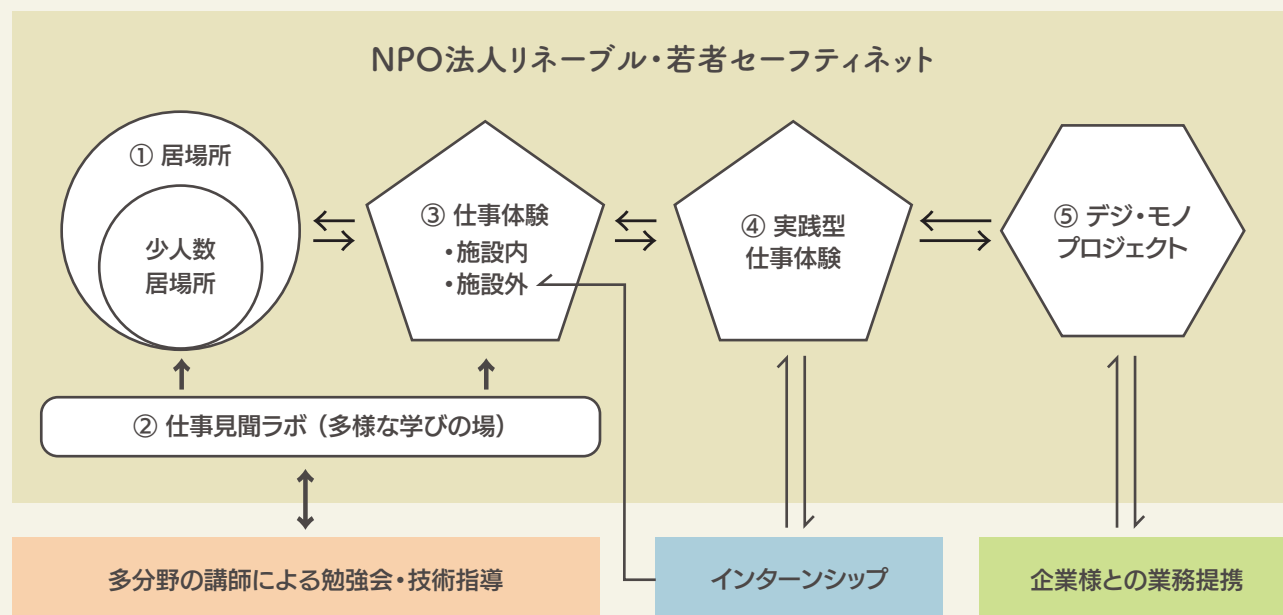 NPO法人リネーブル・若者セーフティネット
① 居場所
少人数
居場所
③ 仕事体験
・施設内
・施設外
④ 実践型
仕事体験
⑤ デジ・モノ
プロジェクト
② 仕事見聞ラボ（多様な学びの場）
多分野の講師による勉強会・技術指導
インターンシップ
企業様との業務提携